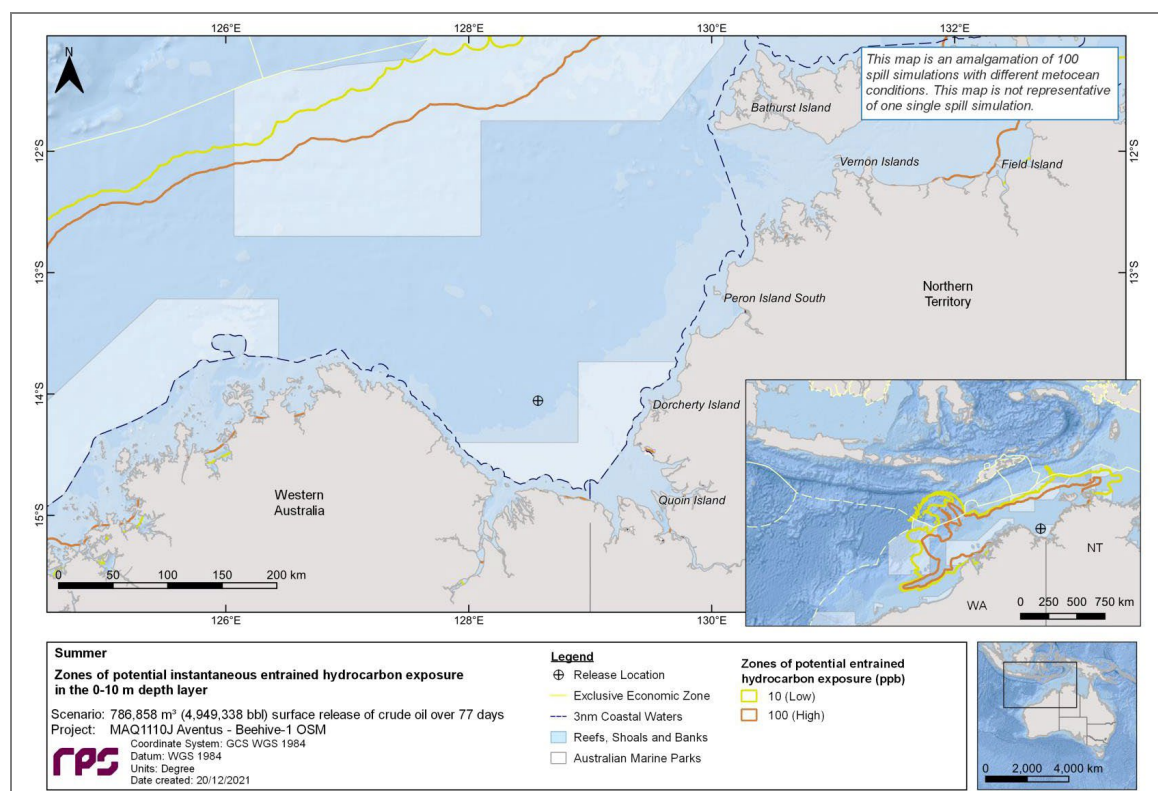 126°E
128°E
130°E
132°E
N
This map is an amalgamation of 100
spill simulations with different metocean
conditions. This map is not representative
of one single spill simulation.
Bathurst Island
12°S
Vernon Islands
Field Island
12°S
13°S
13°S
Peron Island South
Northern
Territory
14°S
Dorcherty Island
Western
Australia
Quoin Island
15°S
0 50 100 150 200 km
126°E
128°E
130°E
NT
WA
0 250 500 750 km
Summer
Zones of potential instantaneous entrained hydrocarbon exposure
in the 0-10 m depth layer
Scenario: 786,858 m³ (4,949,338 bbl) surface release of crude oil over 77 days
Project: MAQ1110J Aventus - Beehive-1 OSM
rps
Coordinate System: GCS WGS 1984
Datum: WGS 1984
Units: Degree
Date created: 20/12/2021
Legend
Release Location
Exclusive Economic Zone
3nm Coastal Waters
Reefs, Shoals and Banks
Australian Marine Parks
Zones of potential entrained
hydrocarbon exposure (ppb)
10 (Low)
100 (High)
0 2,000 4,000 km